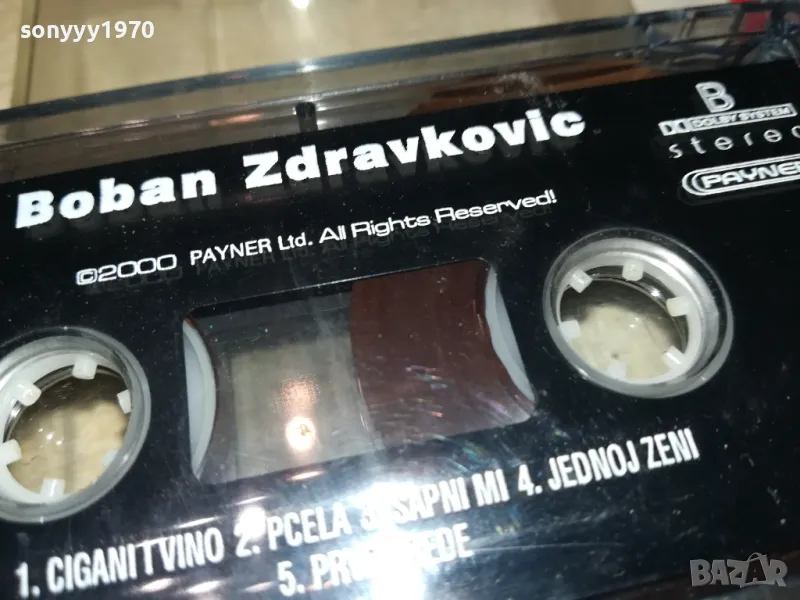 sonyyy1970
Boban Zdravkovic
B
DOLBY SYSTEM
stereo
PAYNER
©2000 PAYNER Ltd. All Rights Reserved!
1. CIGANI I VINO 2. PCELA 3. SAPNI MI 4. JEDNOJ ZENI
5.
BAZAR